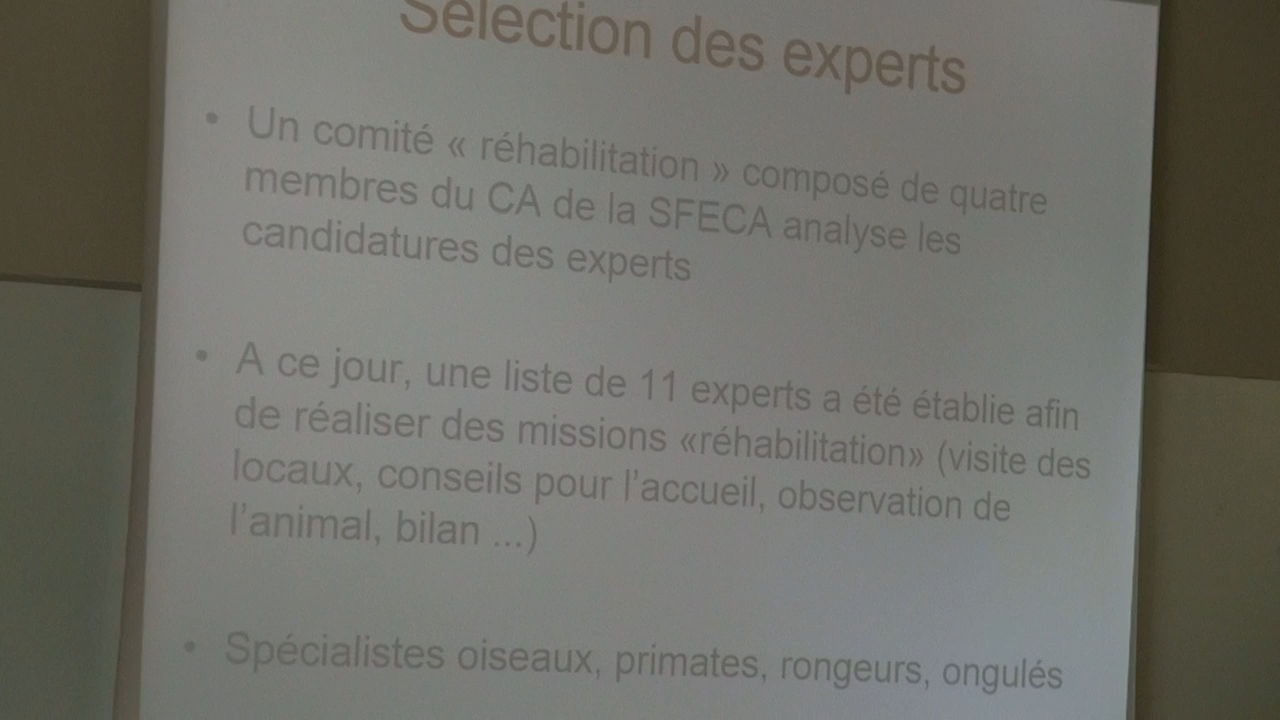 Sélection des experts
• Un comité « réhabilitation » composé de quatre
membres du CA de la SFECA analyse les
candidatures des experts
• A ce jour, une liste de 11 experts a été établie afin
de réaliser des missions «réhabilitation» (visite des
locaux, conseils pour l'accueil, observation de
l'animal, bilan ...)
• Spécialistes oiseaux, primates, rongeurs, ongulés